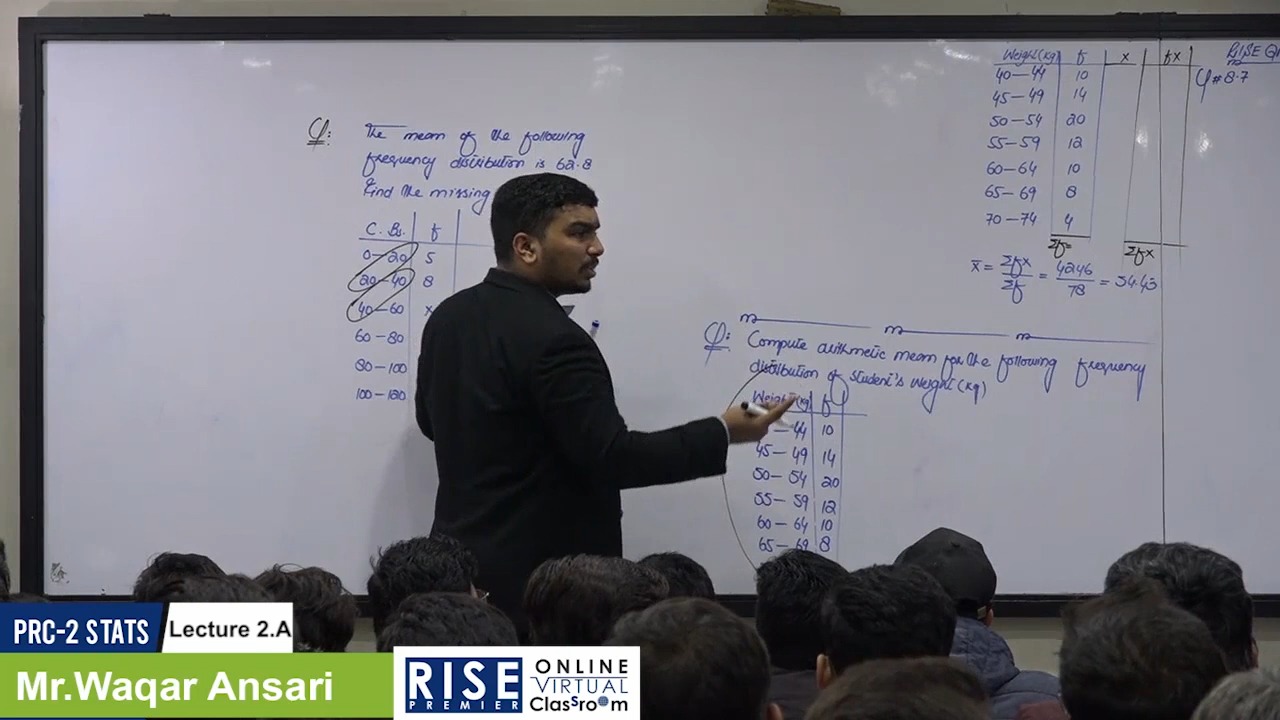 Q: The mean of the following
frequency distribution is 62.8
Find the missing
C. Bs. f
0-20 5
20-40 8
40-60 x
60-80
80-100
100-120
Weight(Kg) f x fx
40-44 10
45-49 14
50-54 20
55-59 12
60-64 10
65-69 8
70-74 4
Σf= Σfx
x̄ = Σfx/Σf = 4246/78 = 54.43
Q # 8.7
Q: Compute arithmetic mean for the following frequency
distribution of student's Weight (Kg)
Weight(Kg) f
-44 10
45-49 14
50-54 20
55-59 12
60-64 10
65-69 8
PRC-2 STATS Lecture 2.A
Mr.Waqar Ansari
RISE
PREMIER
ONLINE
VIRTUAL
ClassRoom